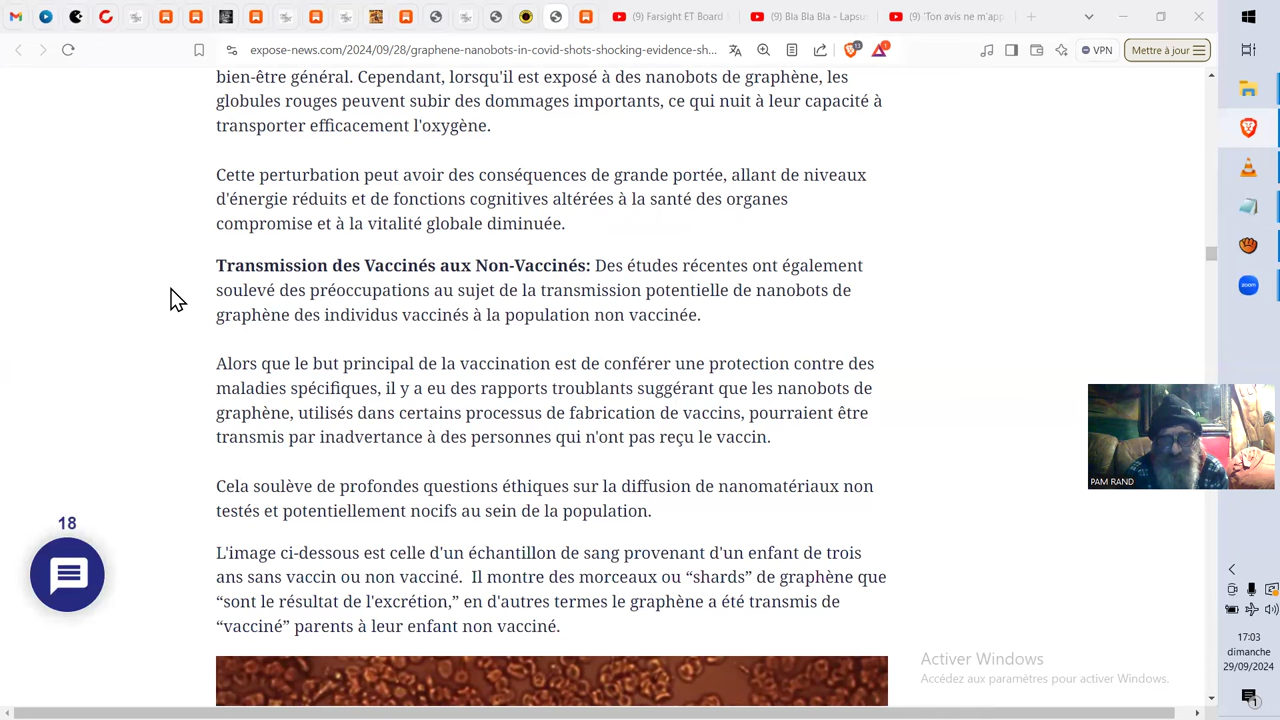 (8) Farsight ET Board
(8) Bla Bla Bla - Lapsu
(8) 'Ton avis ne m'app
expose-news.com/2024/09/28/graphene-nanobots-in-covid-shots-shocking-evidence-sh...
13
1
VPN
Mettre à jour
bien-être général. Cependant, lorsqu'il est exposé à des nanobots de graphène, les
globules rouges peuvent subir des dommages importants, ce qui nuit à leur capacité à
transporter efficacement l'oxygène.
Cette perturbation peut avoir des conséquences de grande portée, allant de niveaux
d'énergie réduits et de fonctions cognitives altérées à la santé des organes
compromise et à la vitalité globale diminuée.
Transmission des Vaccinés aux Non-Vaccinés: Des études récentes ont également
soulevé des préoccupations au sujet de la transmission potentielle de nanobots de
graphène des individus vaccinés à la population non vaccinée.
Alors que le but principal de la vaccination est de conférer une protection contre des
maladies spécifiques, il y a eu des rapports troublants suggérant que les nanobots de
graphène, utilisés dans certains processus de fabrication de vaccins, pourraient être
transmis par inadvertance à des personnes qui n'ont pas reçu le vaccin.
Cela soulève de profondes questions éthiques sur la diffusion de nanomatériaux non
testés et potentiellement nocifs au sein de la population.
L'image ci-dessous est celle d'un échantillon de sang provenant d'un enfant de trois
ans sans vaccin ou non vacciné. Il montre des morceaux ou “shards” de graphène que
“sont le résultat de l'excrétion,” en d'autres termes le graphène a été transmis de
“vacciné” parents à leur enfant non vacciné.
18
PAM RAND
zoom
Activer Windows
Accédez aux paramètres pour activer Windows.
17:03
dimanche
29/09/2024
1